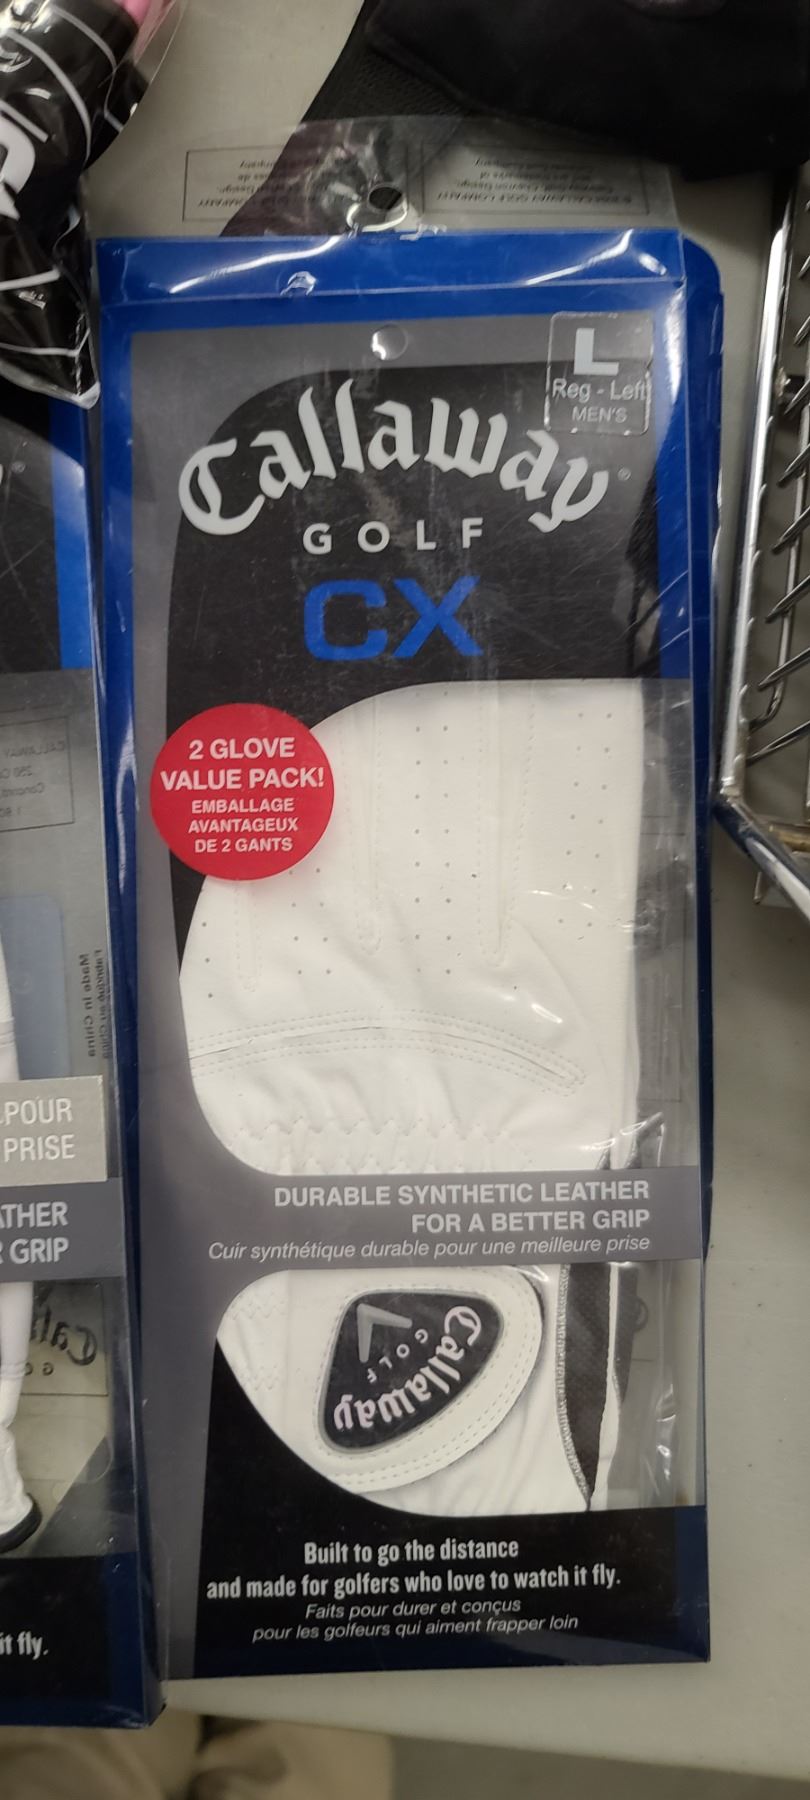 L
Reg - Left
MEN'S
Callaway
GOLF
CX
2 GLOVE
VALUE PACK!
EMBALLAGE
AVANTAGEUX
DE 2 GANTS
DURABLE SYNTHETIC LEATHER
FOR A BETTER GRIP
Cuir synthétique durable pour une meilleure prise
Callaway
GOLF
Built to go the distance
and made for golfers who love to watch it fly.
Faits pour durer et conçus
pour les golfeurs qui aiment frapper loin
Made in China
POUR
PRISE
GRIP
it fly.